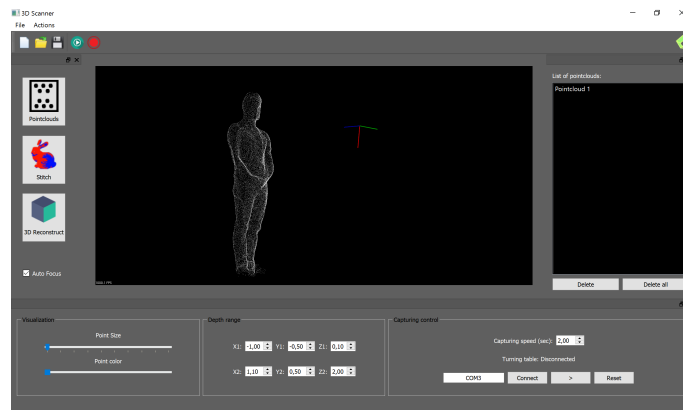 3D Scanner
File Actions
List of pointclouds:
Pointcloud 1
Pointclouds
Stitch
3D Reconstruct
Auto Focus
Delete Delete all
Visualization
Point Size
Point color
Depth range
X1: -1,00 Y1: -0,50 Z1: 0,10
X2: 1,10 Y2: 0,50 Z2: 2,00
Capturing control
Capturing speed (sec): 2,00
Turning table: Disconnected
COM3 Connect > Reset